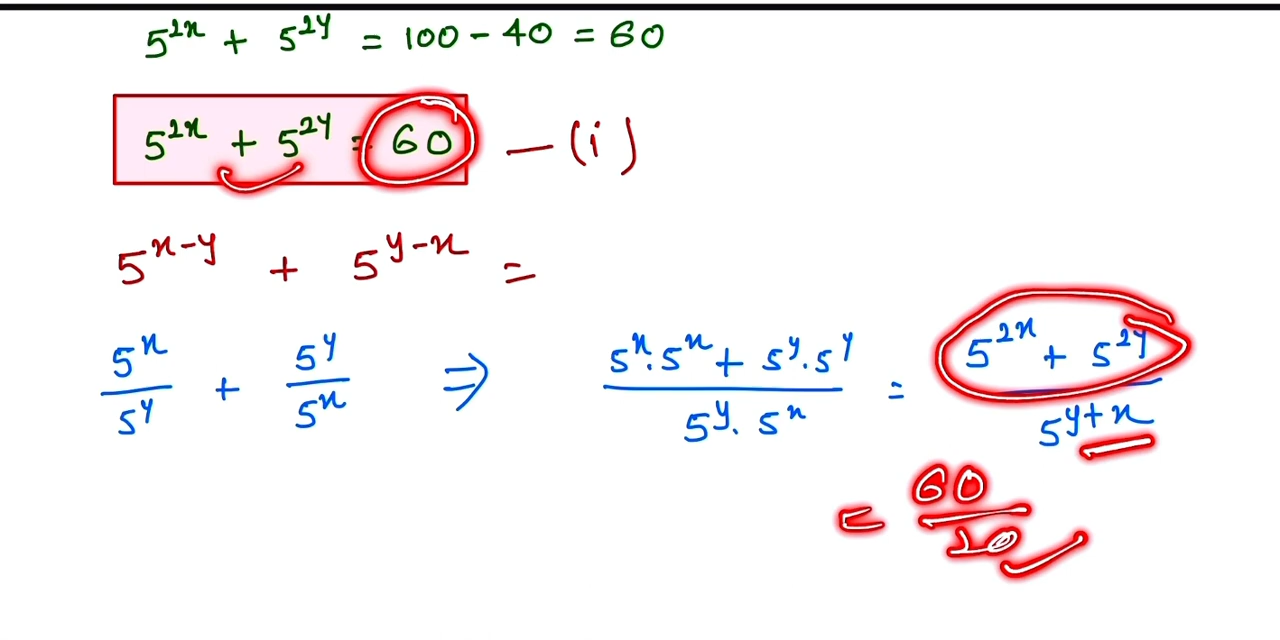 5^{2x} + 5^{2y} = 100 - 40 = 60
5^{2x} + 5^{2y} = 60 — (i)
5^{x-y} + 5^{y-x} =
5^x/5^y + 5^y/5^x ⇒ (5^x · 5^x + 5^y · 5^y)/(5^y · 5^x) = (5^{2x} + 5^{2y})/5^{y+x}
= 60/20